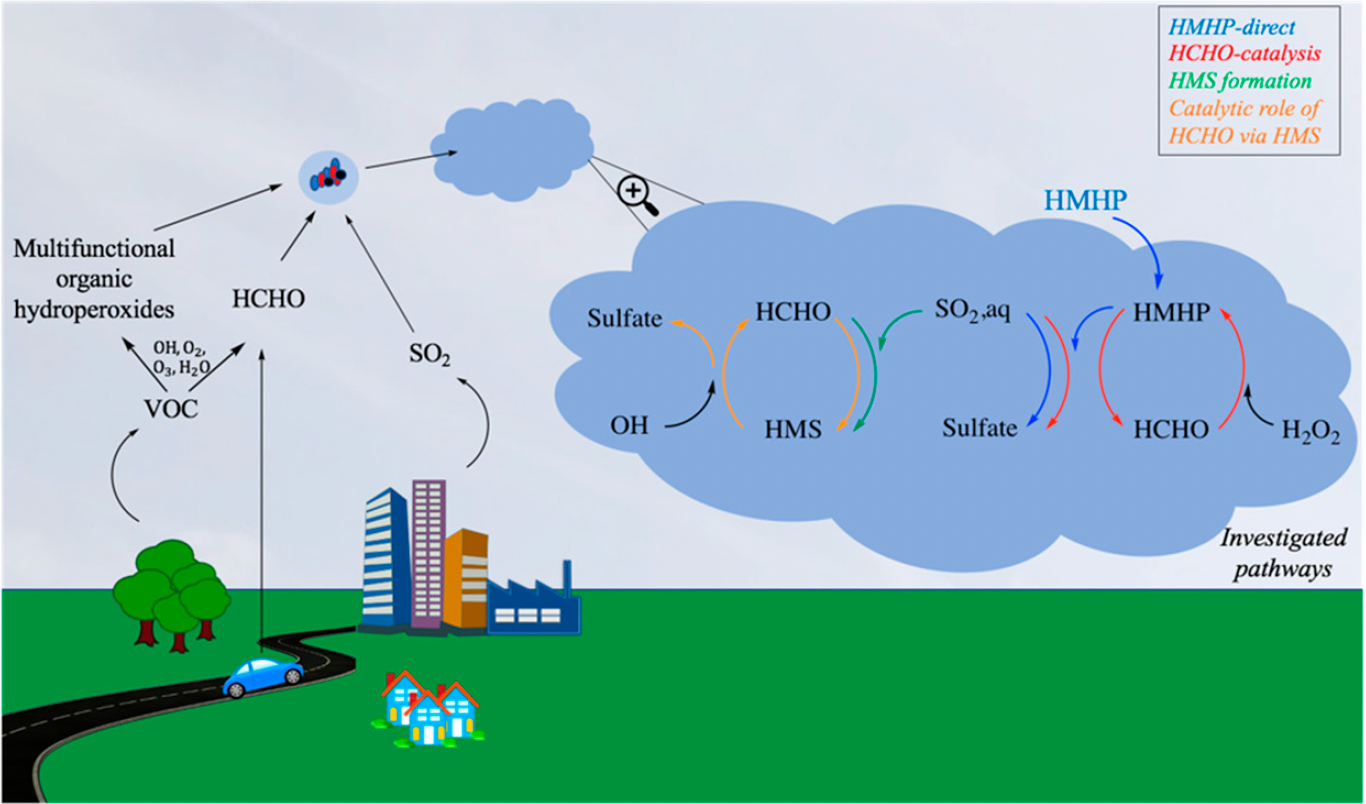 HMHP-direct
HCHO-catalysis
HMS formation
Catalytic role of
HCHO via HMS
HMHP
Multifunctional
organic
hydroperoxides
HCHO
SO₂
OH, O₂,
O₃, H₂O
VOC
Sulfate
HCHO
SO₂,aq
HMHP
OH
HMS
Sulfate
HCHO
H₂O₂
Investigated
pathways